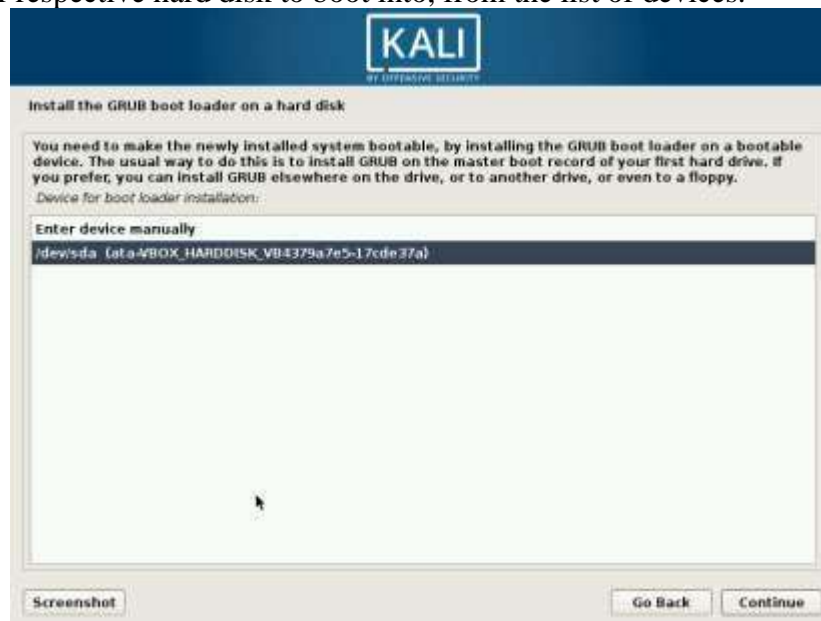 respective hard disk to boot into, from the list of devices.
KALI
BY OFFENSIVE SECURITY
Install the GRUB boot loader on a hard disk
You need to make the newly installed system bootable, by installing the GRUB boot loader on a bootable
device. The usual way to do this is to install GRUB on the master boot record of your first hard drive. If
you prefer, you can install GRUB elsewhere on the drive, or to another drive, or even to a floppy.
Device for boot loader installation:
Enter device manually
/dev/sda (ata-VBOX_HARDDISK_VB4379a7e5-17cde37a)
Screenshot
Go Back
Continue